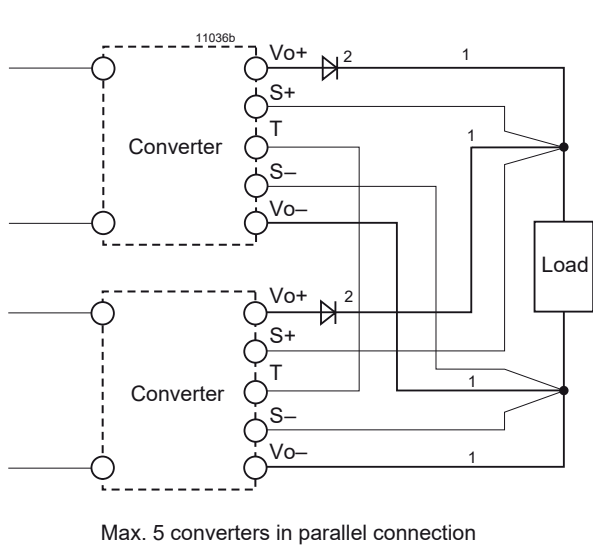 11036b
Vo+
2
1
S+
T
1
Converter
S–
Vo–
Load
Vo+
2
S+
T
1
Converter
S–
Vo–
1
Max. 5 converters in parallel connection